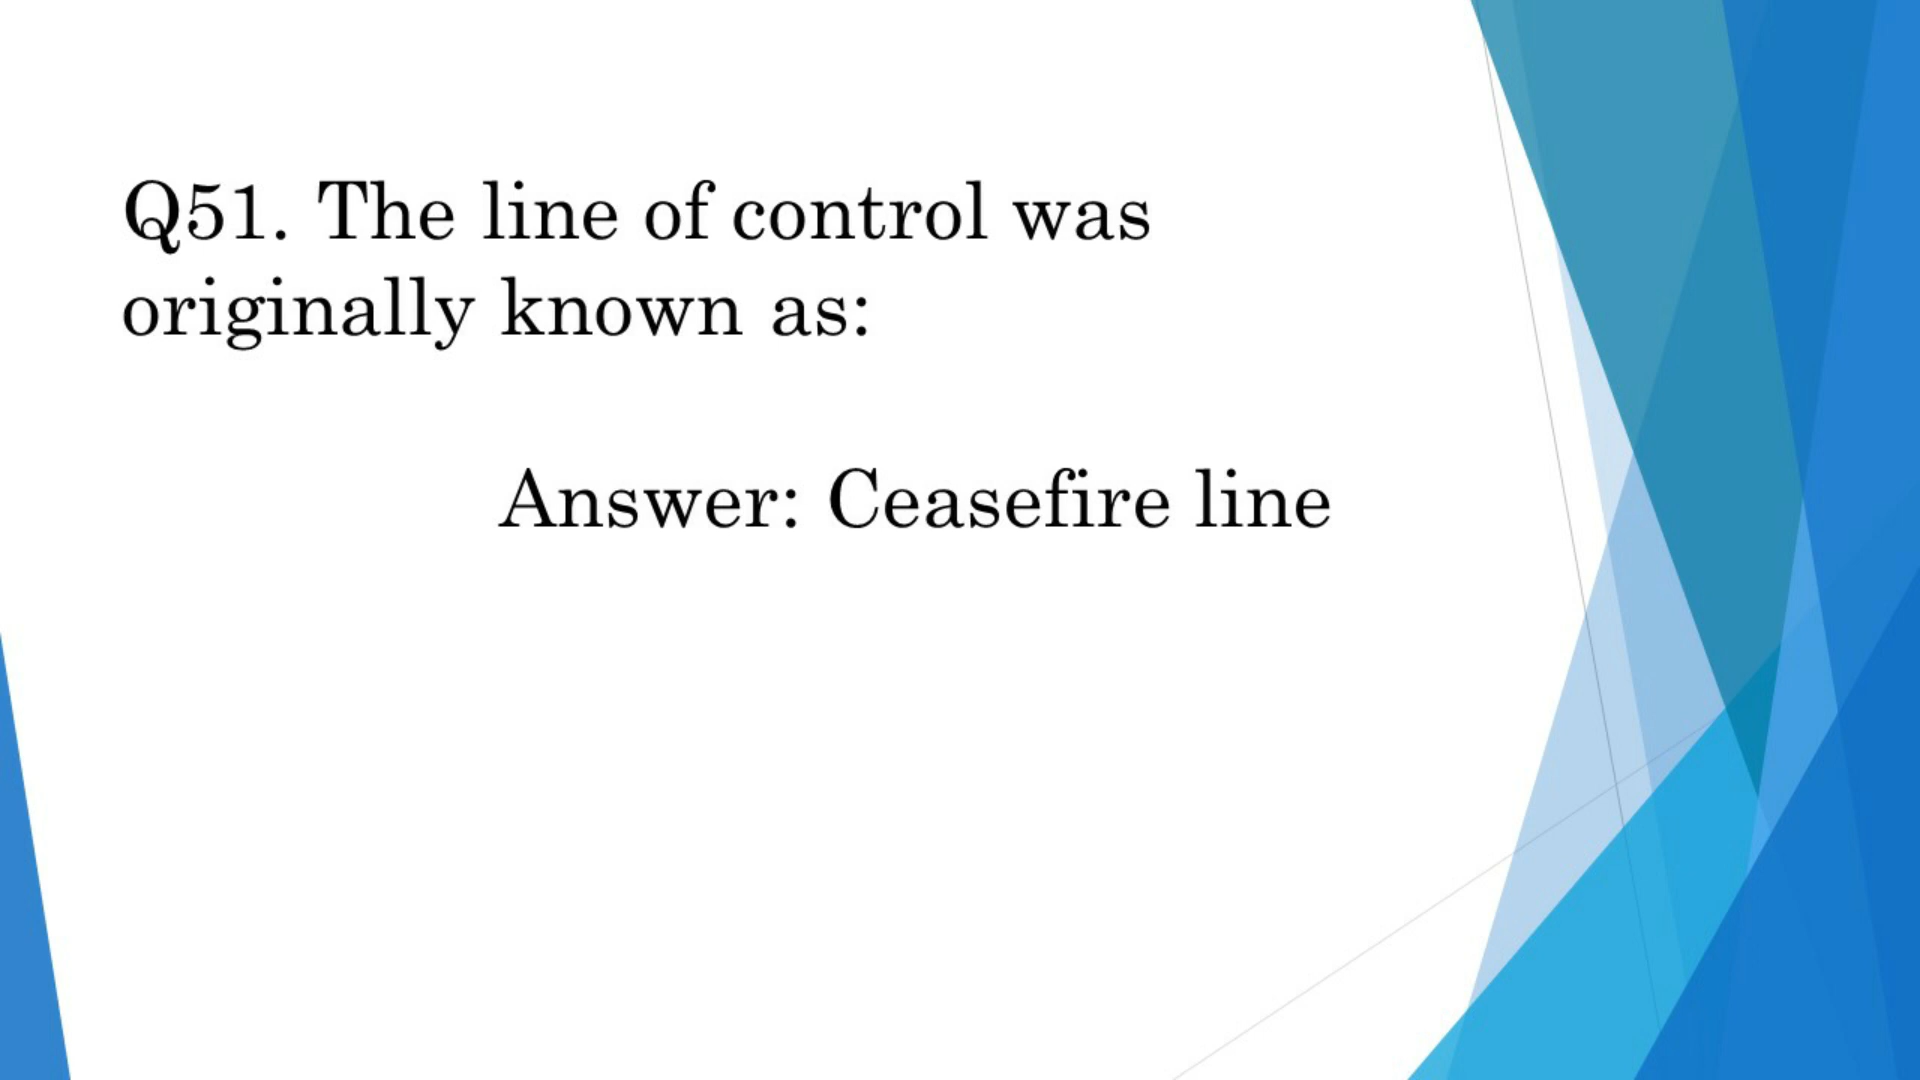 Q51. The line of control was
originally known as:
Answer: Ceasefire line